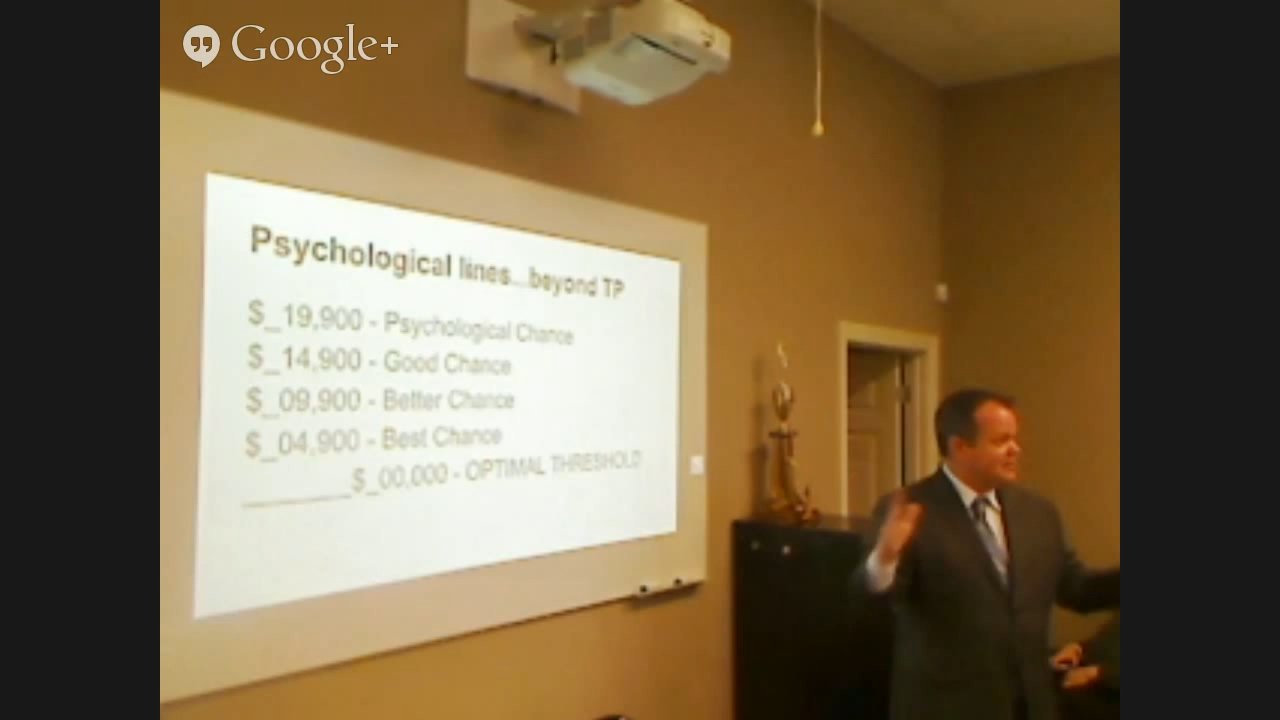 Google+
Psychological lines...beyond TP
$_19,900 - Psychological Chance
$_14,900 - Good Chance
$_09,900 - Better Chance
$_04,900 - Best Chance
_______$_00,000 - OPTIMAL THRESHOLD